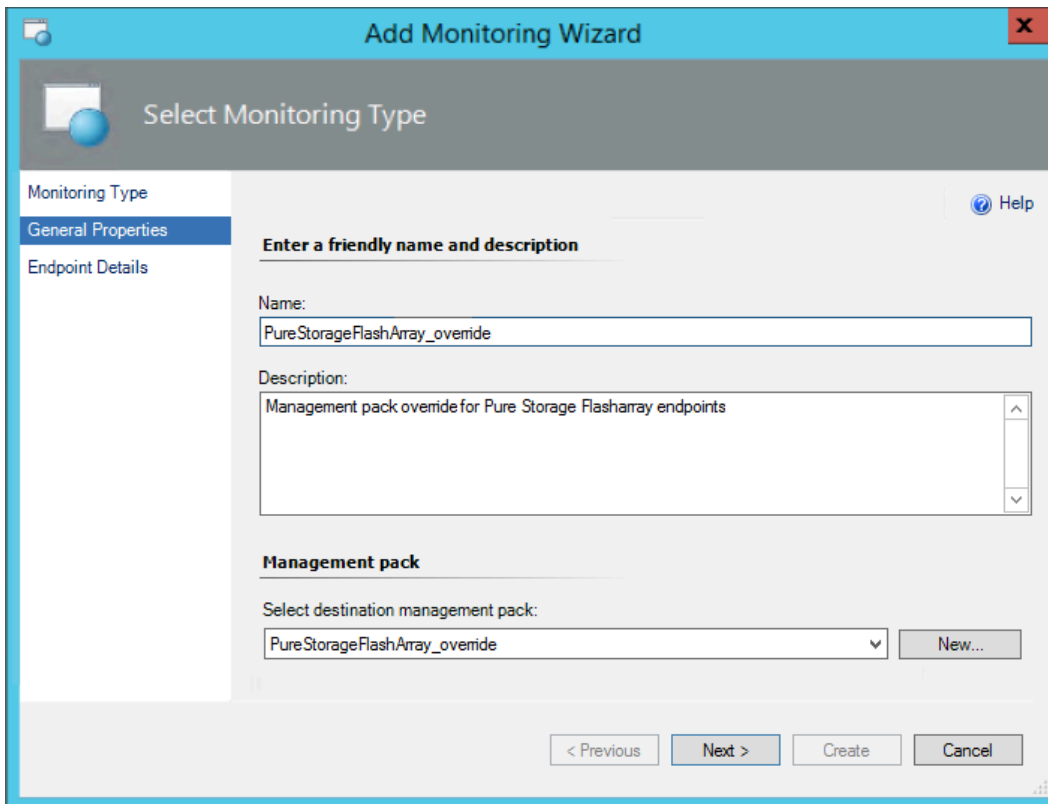 Add Monitoring Wizard
x
Select Monitoring Type
Monitoring Type
General Properties
Endpoint Details
Help
Enter a friendly name and description
Name:
PureStorageFlashArray_override
Description:
Management pack override for Pure Storage Flasharray endpoints
Management pack
Select destination management pack:
PureStorageFlashArray_override
New...
< Previous
Next >
Create
Cancel